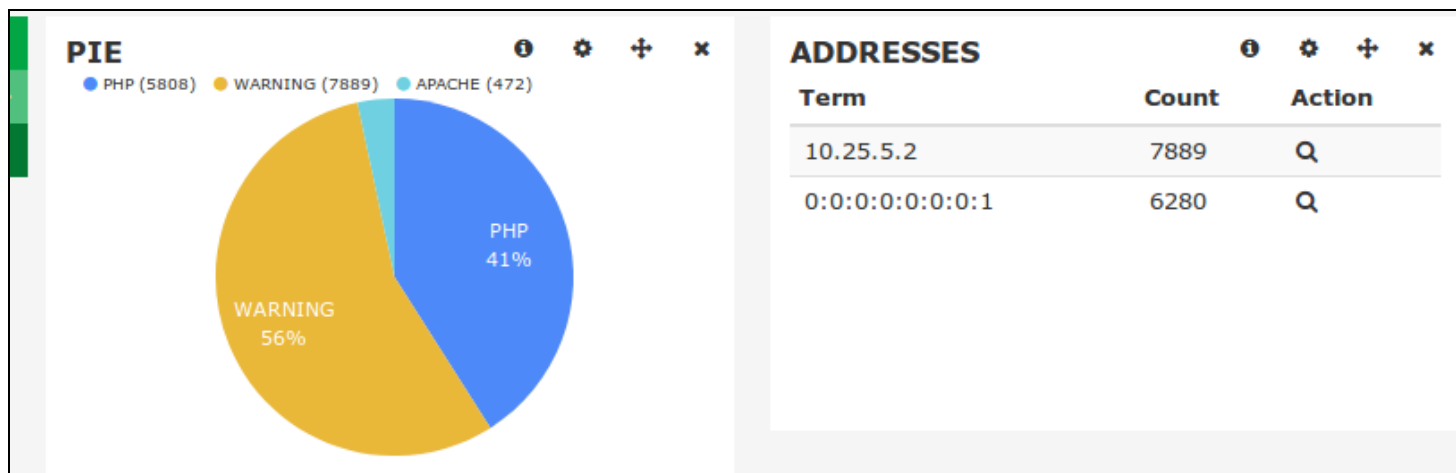 PIE
PHP (5808) WARNING (7889) APACHE (472)
PHP
41%
WARNING
56%
ADDRESSES
Term Count Action
10.25.5.2 7889
0:0:0:0:0:0:0:1 6280